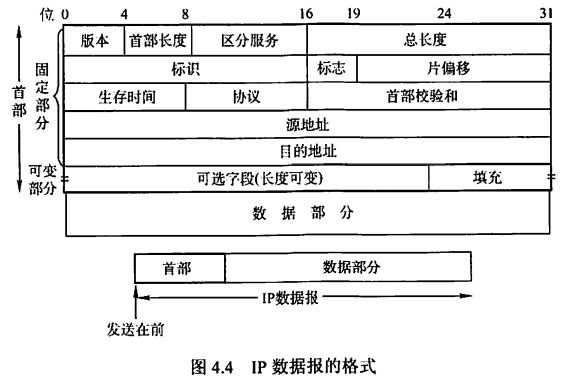 位 0 4 8 16 19 24 31
版本 首部长度 区分服务 总长度
标识 标志 片偏移
生存时间 协议 首部校验和
源地址
目的地址
可选字段(长度可变) 填充
数据部分
首部
固定部分
可变部分
首部 数据部分
IP数据报
发送在前
图 4.4 IP 数据报的格式